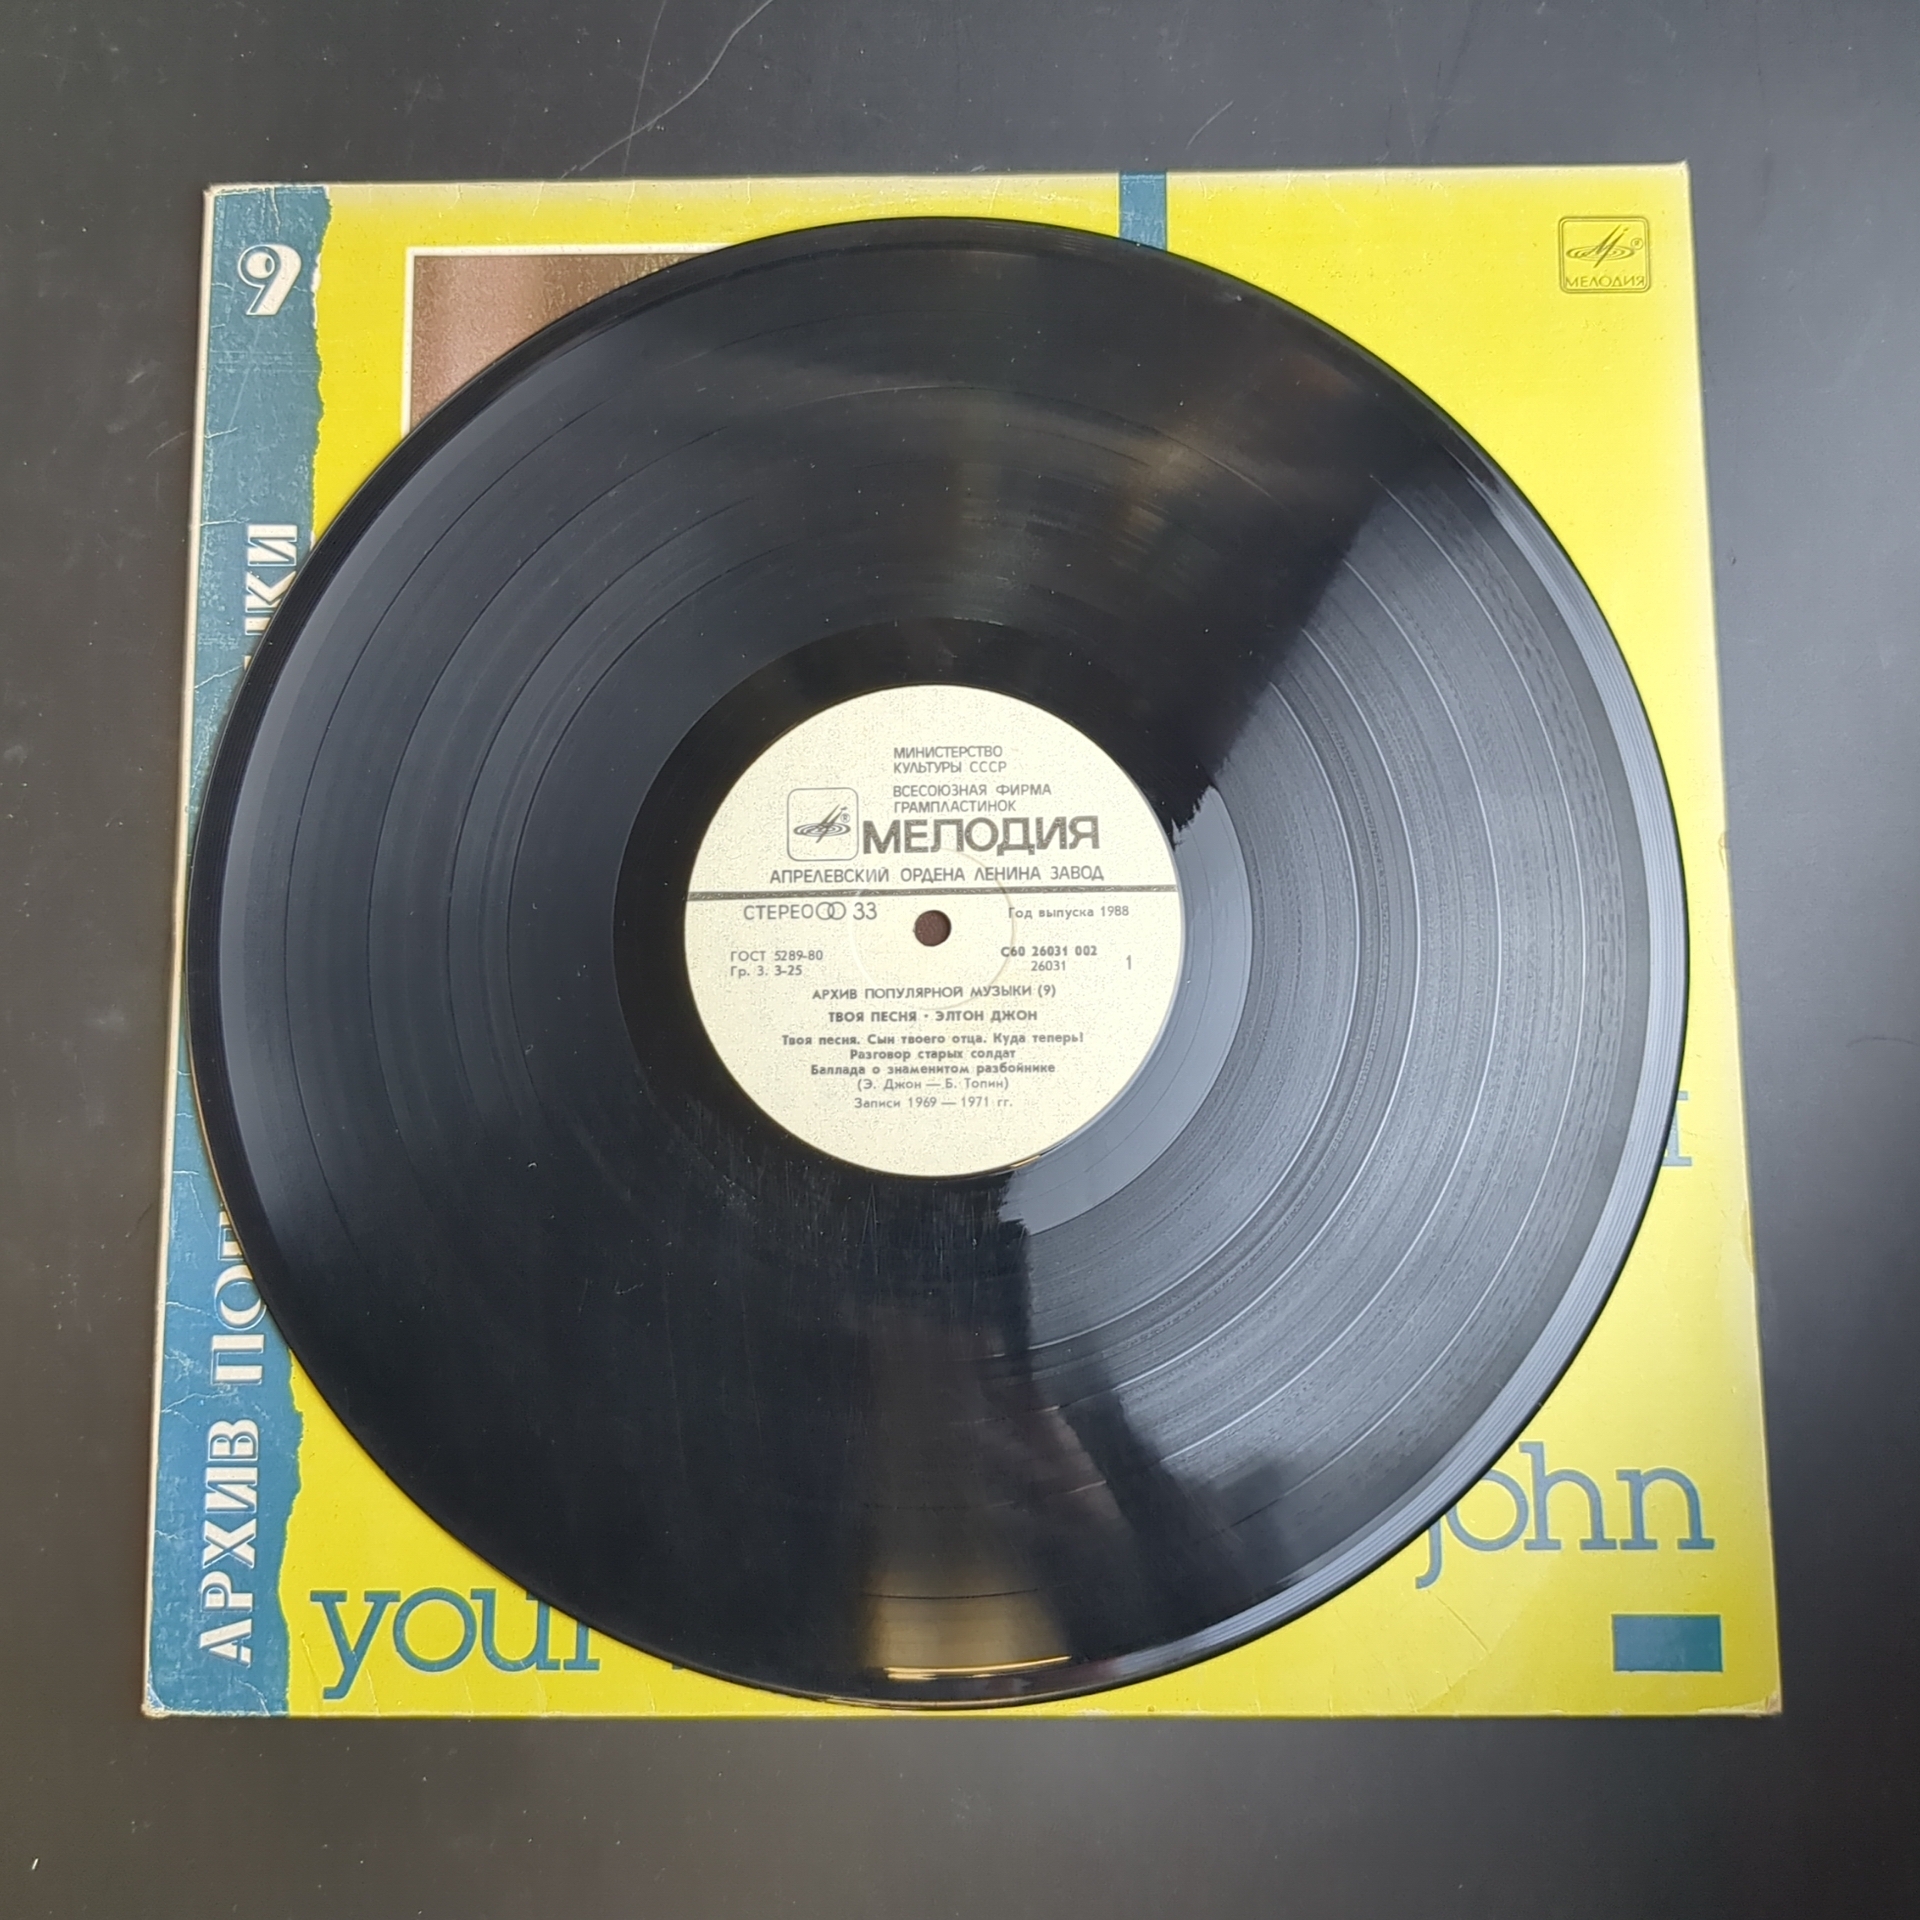 9
АРХИВ
МЕЛОДИЯ
МИНИСТЕРСТВО
КУЛЬТУРЫ СССР
ВСЕСОЮЗНАЯ ФИРМА
ГРАМПЛАСТИНОК
МЕЛОДИЯ
АПРЕЛЕВСКИЙ ОРДЕНА ЛЕНИНА ЗАВОД
СТЕРЕО 33
Год выпуска 1988
ГОСТ 5289-80
Гр. 3. 3-25
С60 26031 002
26031
1
АРХИВ ПОПУЛЯРНОЙ МУЗЫКИ (9)
ТВОЯ ПЕСНЯ · ЭЛТОН ДЖОН
Твоя песня. Сын твоего отца. Куда теперь!
Разговор старых солдат
Баллада о знаменитом разбойнике
(Э. Джон — Б. Топин)
Записи 1969 — 1971 гг.
john
your